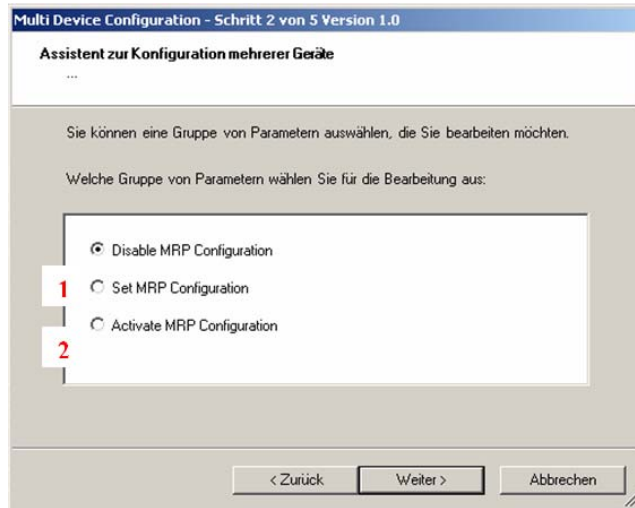 Multi Device Configuration - Schritt 2 von 5 Version 1.0
Assistent zur Konfiguration mehrerer Geräte
...
Sie können eine Gruppe von Parametern auswählen, die Sie bearbeiten möchten.
Welche Gruppe von Parametern wählen Sie für die Bearbeitung aus:
Disable MRP Configuration
1 Set MRP Configuration
Activate MRP Configuration
2
< Zurück Weiter > Abbrechen